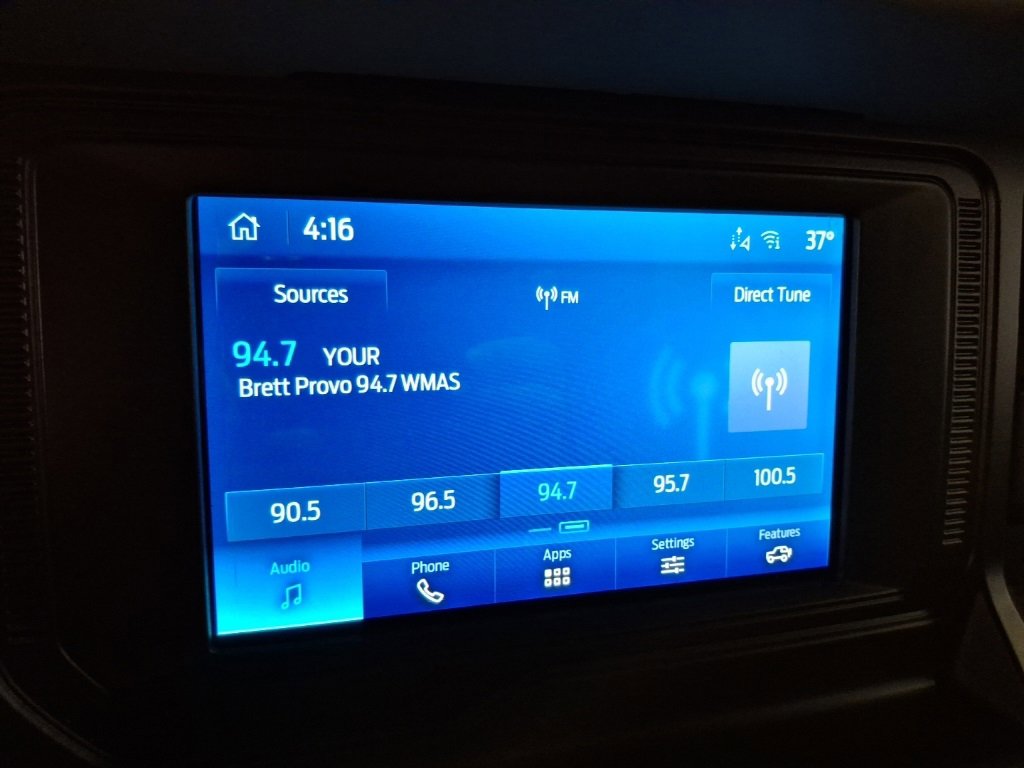 4:16 37°
Sources FM Direct Tune
94.7 YOUR
Brett Provo 94.7 WMAS
90.5 96.5 94.7 95.7 100.5
Audio Phone Apps Settings Features